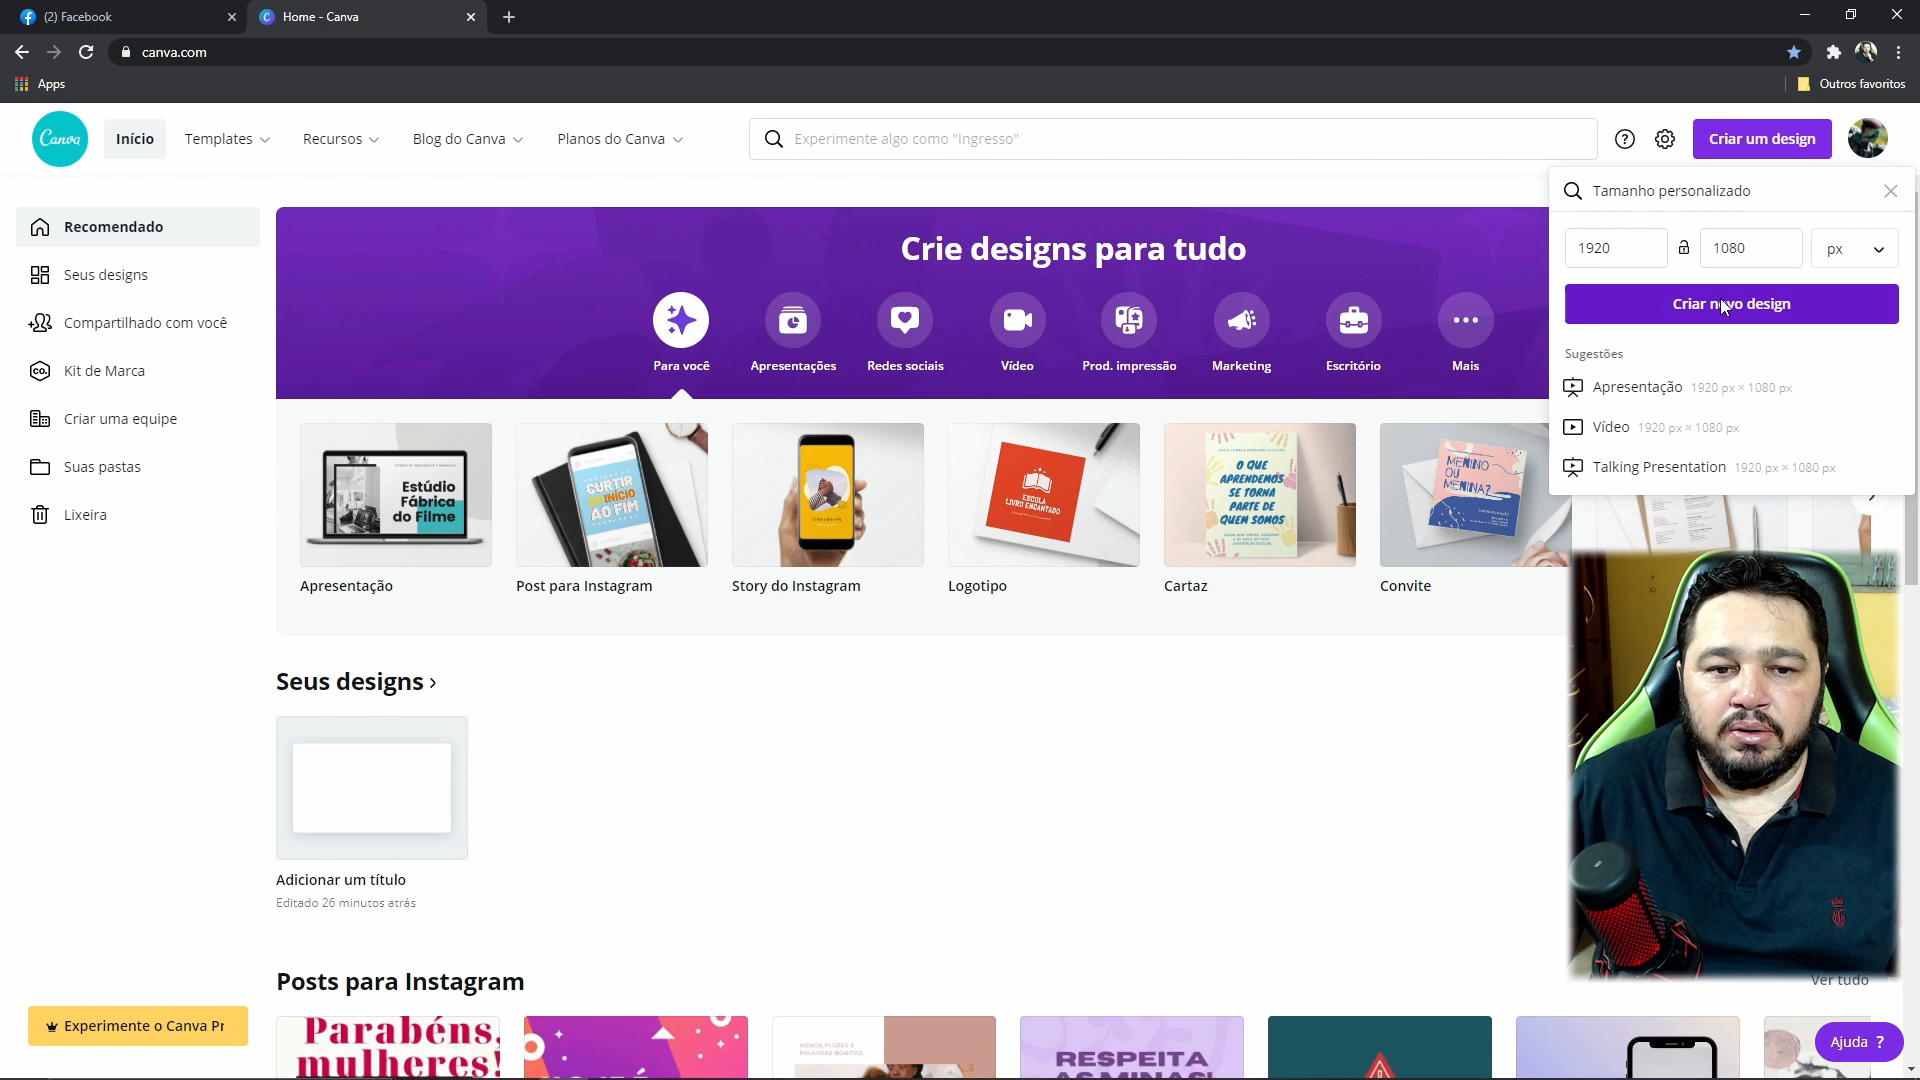 (2) Facebook
Home - Canva
canva.com
Apps
Outros favoritos
Canva
Início
Templates
Recursos
Blog do Canva
Planos do Canva
Experimente algo como "Ingresso"
Criar um design
Tamanho personalizado
1920
1080
px
Criar novo design
Sugestões
Apresentação 1920 px × 1080 px
Vídeo 1920 px × 1080 px
Talking Presentation 1920 px × 1080 px
Recomendado
Seus designs
Compartilhado com você
CO.
Kit de Marca
Criar uma equipe
Suas pastas
Lixeira
Experimente o Canva Pr
Crie designs para tudo
Para você
Apresentações
Redes sociais
Vídeo
Prod. impressão
Marketing
Escritório
Mais
Estúdio
Fábrica
do Filme
CURTIR
DO INÍCIO
AO FIM
ESCOLA
LIVRO ENCANTADO
O QUE
APRENDEMOS
SE TORNA
PARTE DE
QUEM SOMOS
MENINO
OU
MENINA?
Apresentação
Post para Instagram
Story do Instagram
Logotipo
Cartaz
Convite
Seus designs
Adicionar um título
Editado 26 minutos atrás
Posts para Instagram
Ver tudo
Parabéns,
mulheres!
MENOS FLORES E
PALAVRAS BONITAS.
RESPEITA
AS MINAS!
Ajuda ?